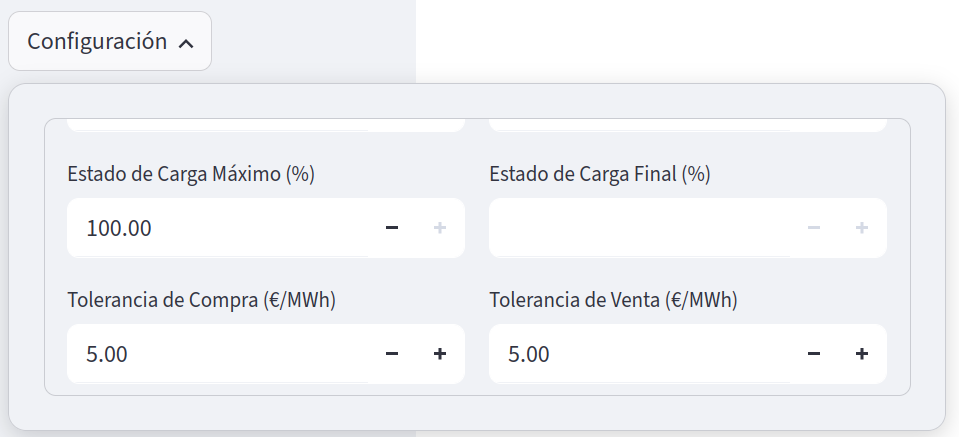 Configuración
Estado de Carga Máximo (%)
Estado de Carga Final (%)
100.00
Tolerancia de Compra (€/MWh)
Tolerancia de Venta (€/MWh)
5.00
5.00